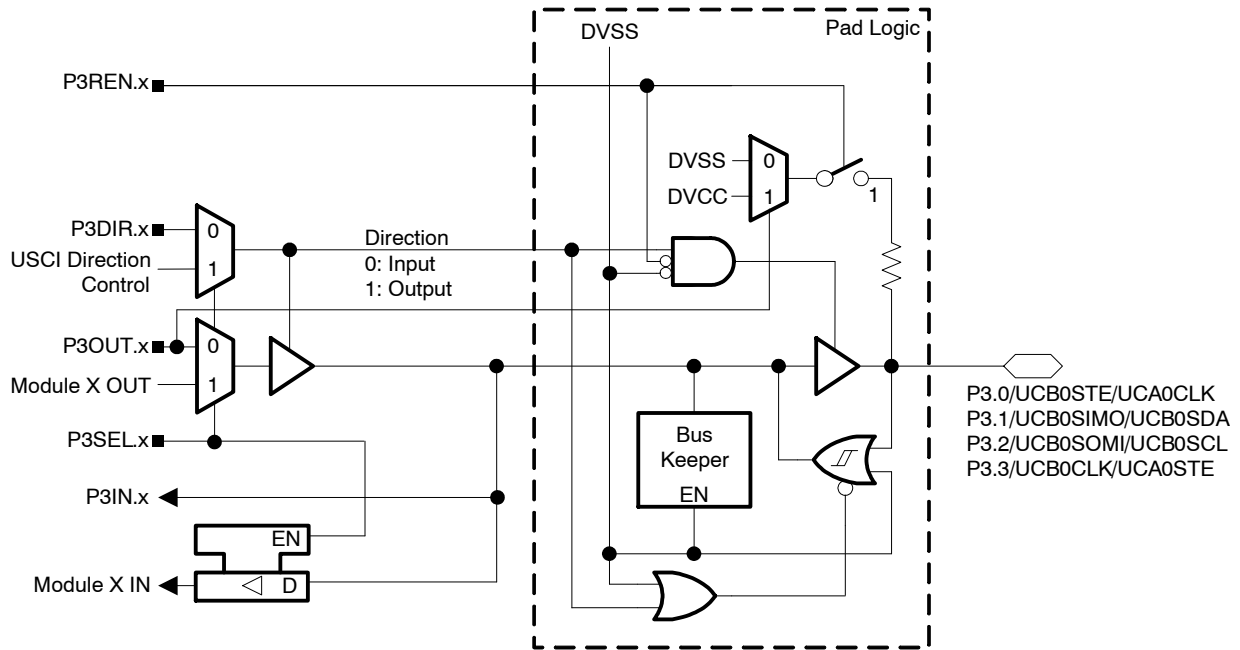 DVSS
Pad Logic
P3REN.x
DVSS
0
DVCC
1
1
P3DIR.x
0
USCI Direction
Control
1
Direction
0: Input
1: Output
P3OUT.x
0
Module X OUT
1
P3SEL.x
P3IN.x
EN
D
Module X IN
Bus
Keeper
EN
P3.0/UCB0STE/UCA0CLK
P3.1/UCB0SIMO/UCB0SDA
P3.2/UCB0SOMI/UCB0SCL
P3.3/UCB0CLK/UCA0STE